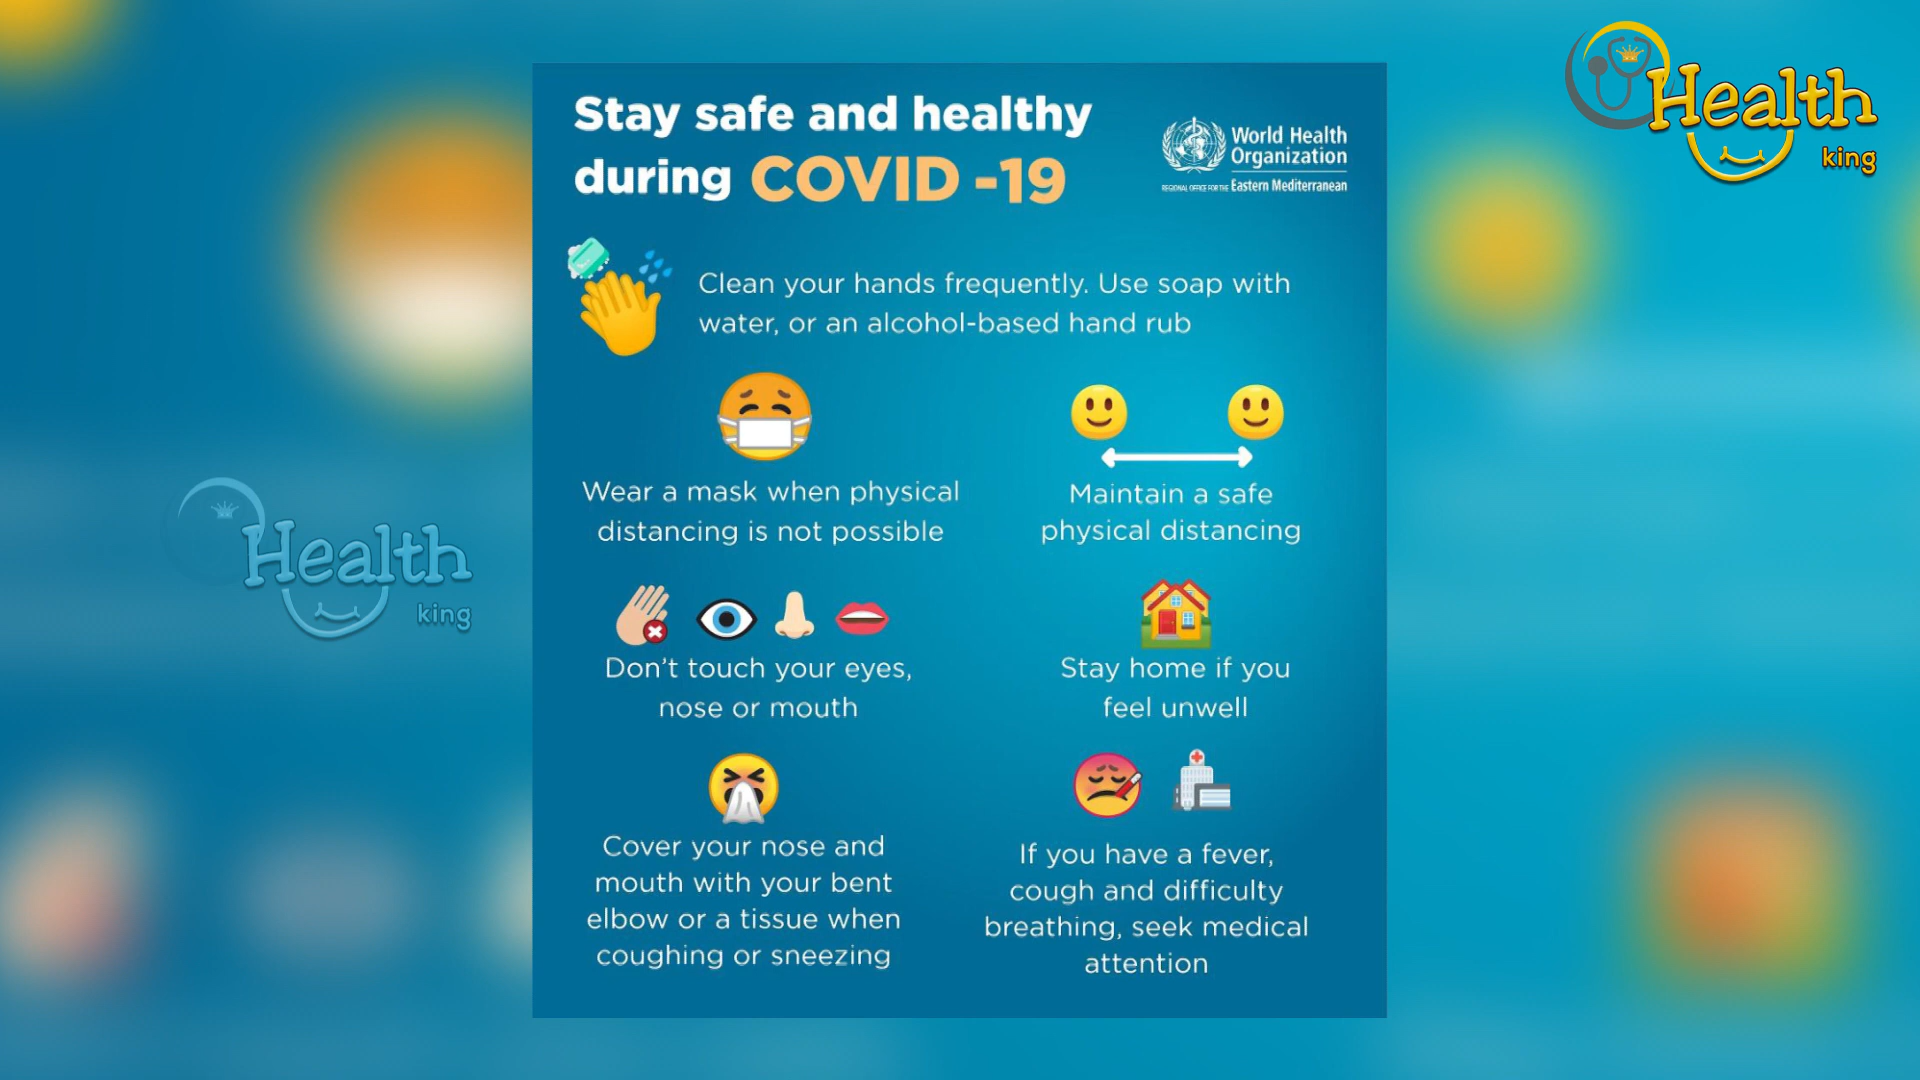 Stay safe and healthy
during COVID -19
World Health
Organization
REGIONAL OFFICE FOR THE Eastern Mediterranean
Clean your hands frequently. Use soap with
water, or an alcohol-based hand rub
Wear a mask when physical
distancing is not possible
Maintain a safe
physical distancing
Don’t touch your eyes,
nose or mouth
Stay home if you
feel unwell
Cover your nose and
mouth with your bent
elbow or a tissue when
coughing or sneezing
If you have a fever,
cough and difficulty
breathing, seek medical
attention
Health
king
Health
king